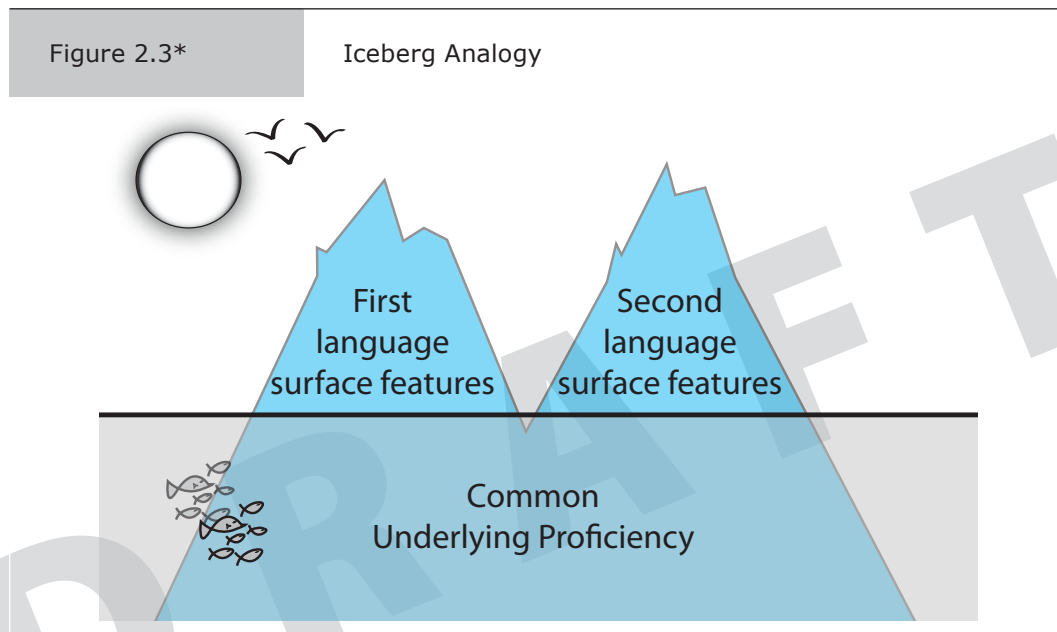 Figure 2.3*
Iceberg Analogy
First
language
surface features
Second
language
surface features
Common
Underlying Proficiency
DRAFT